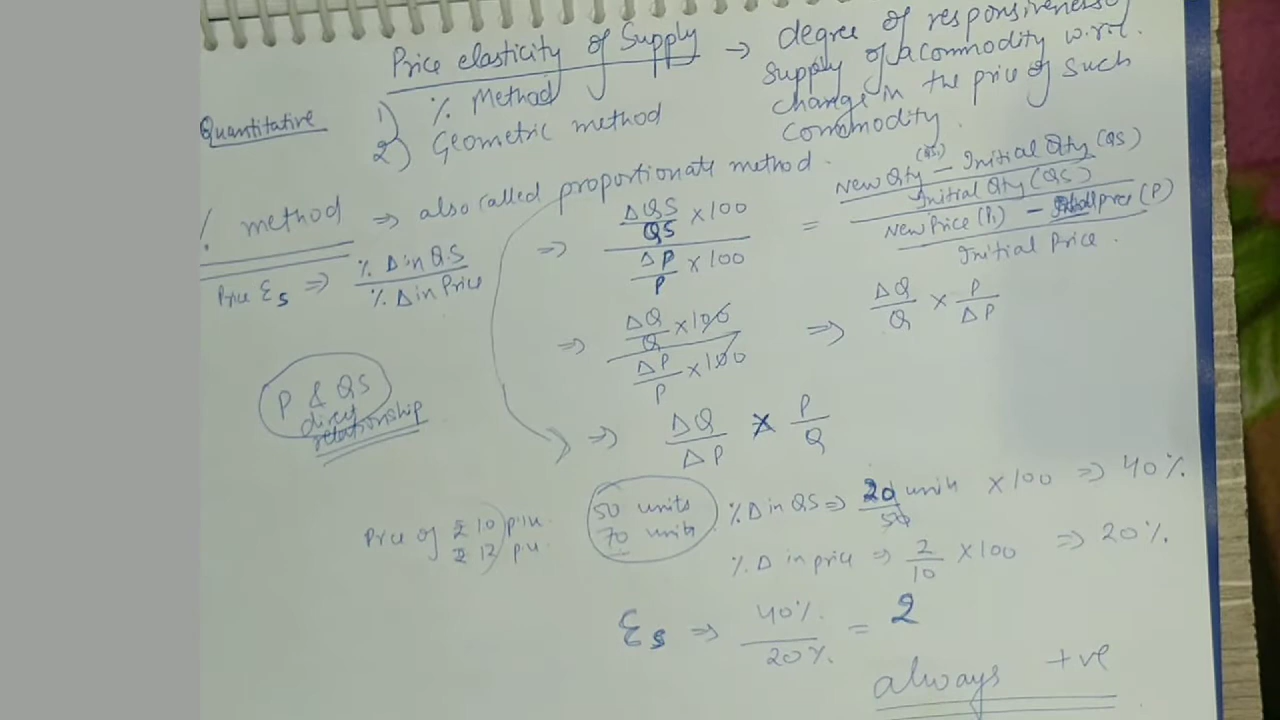 Price elasticity of Supply → degree of responsiveness of
supply of a commodity w.r.t.
change in the price of such
commodity.
Quantitative
1) % Method
2) Geometric method
% method ⇒ also called proportionate method.
Price Es ⇒ % Δ in QS / % Δ in Price
⇒ (ΔQS/QS × 100) / (ΔP/P × 100) = ((New Qty (QS1) – Initial Qty (QS)) / Initial Qty (QS)) / ((New Price (P1) – price (P)) / Initial Price).
⇒ (ΔQ/Q × 100) / (ΔP/P × 100) ⇒ ΔQ/Q × P/ΔP
P & QS
direct
relationship
⇒ ΔQ/ΔP × P/Q
Price of ₹ 10 p.u.
₹ 12 p.u.
50 units
70 units
% Δ in QS ⇒ 20 units/50 × 100 ⇒ 40%
% Δ in price ⇒ 2/10 × 100 ⇒ 20%.
Es ⇒ 40%/20% = 2
always +ve